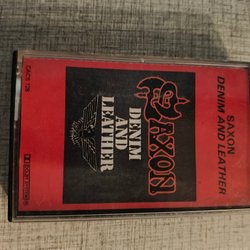 SAXON
DENIM AND LEATHER
SAXON
DENIM
AND
LEATHER